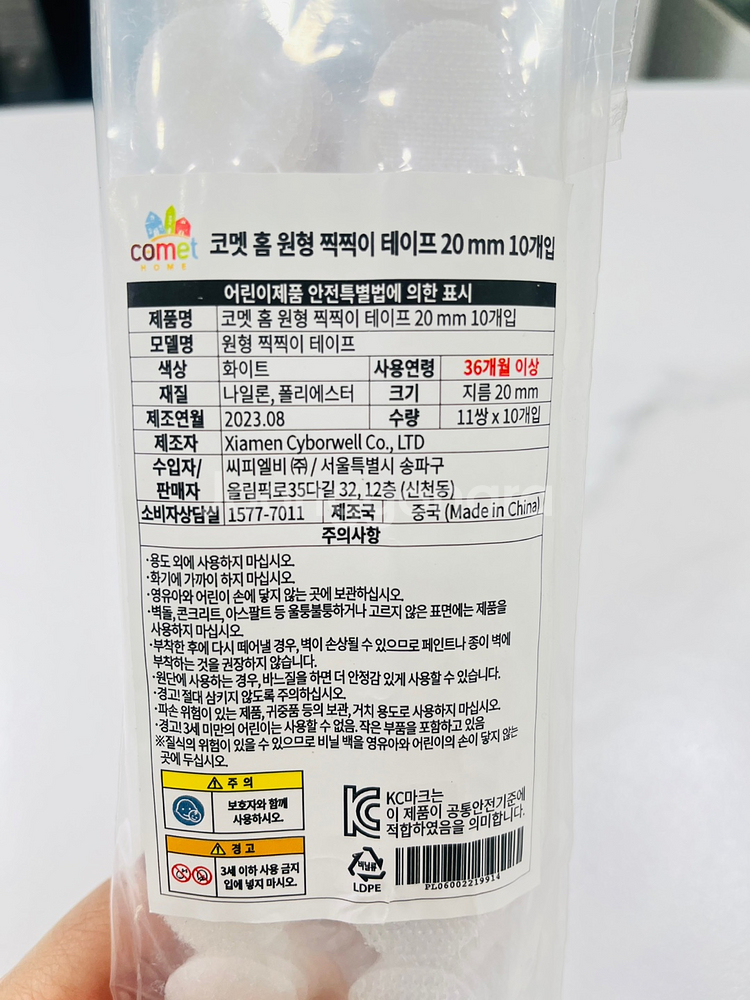 comet
HOME
코멧 홈 원형 찍찍이 테이프 20 mm 10개입
어린이제품 안전특별법에 의한 표시
제품명 코멧 홈 원형 찍찍이 테이프 20 mm 10개입
모델명 원형 찍찍이 테이프
색상 화이트 사용연령 36개월 이상
재질 나일론, 폴리에스터 크기 지름 20 mm
제조연월 2023.08 수량 11쌍 x 10개입
제조자 Xiamen Cyborwell Co., LTD
수입자/ 씨피엘비 ㈜ / 서울특별시 송파구
판매자 올림픽로35다길 32, 12층 (신천동)
소비자상담실 1577-7011 제조국 중국 (Made in China)
주의사항
·용도 외에 사용하지 마십시오.
·화기에 가까이 하지 마십시오.
·영유아와 어린이 손에 닿지 않는 곳에 보관하십시오.
·벽돌, 콘크리트, 아스팔트 등 울퉁불퉁하거나 고르지 않은 표면에는 제품을
사용하지 마십시오.
·부착한 후에 다시 떼어낼 경우, 벽이 손상될 수 있으므로 페인트나 종이 벽에
부착하는 것을 권장하지 않습니다.
·원단에 사용하는 경우, 바느질을 하면 더 안정감 있게 사용할 수 있습니다.
·경고! 절대 삼키지 않도록 주의하십시오.
·파손 위험이 있는 제품, 귀중품 등의 보관, 거치 용도로 사용하지 마십시오.
·경고! 3세 미만의 어린이는 사용할 수 없음. 작은 부품을 포함하고 있음
※질식의 위험이 있을 수 있으므로 비닐 백을 영유아와 어린이의 손이 닿지 않는
곳에 두십시오.
주 의
보호자와 함께
사용하시오.
경 고
3세 이하 사용 금지
입에 넣지 마시오.
KC마크는
이 제품이 공통안전기준에
적합하였음을 의미합니다.
비닐류
LDPE
PL06002219914